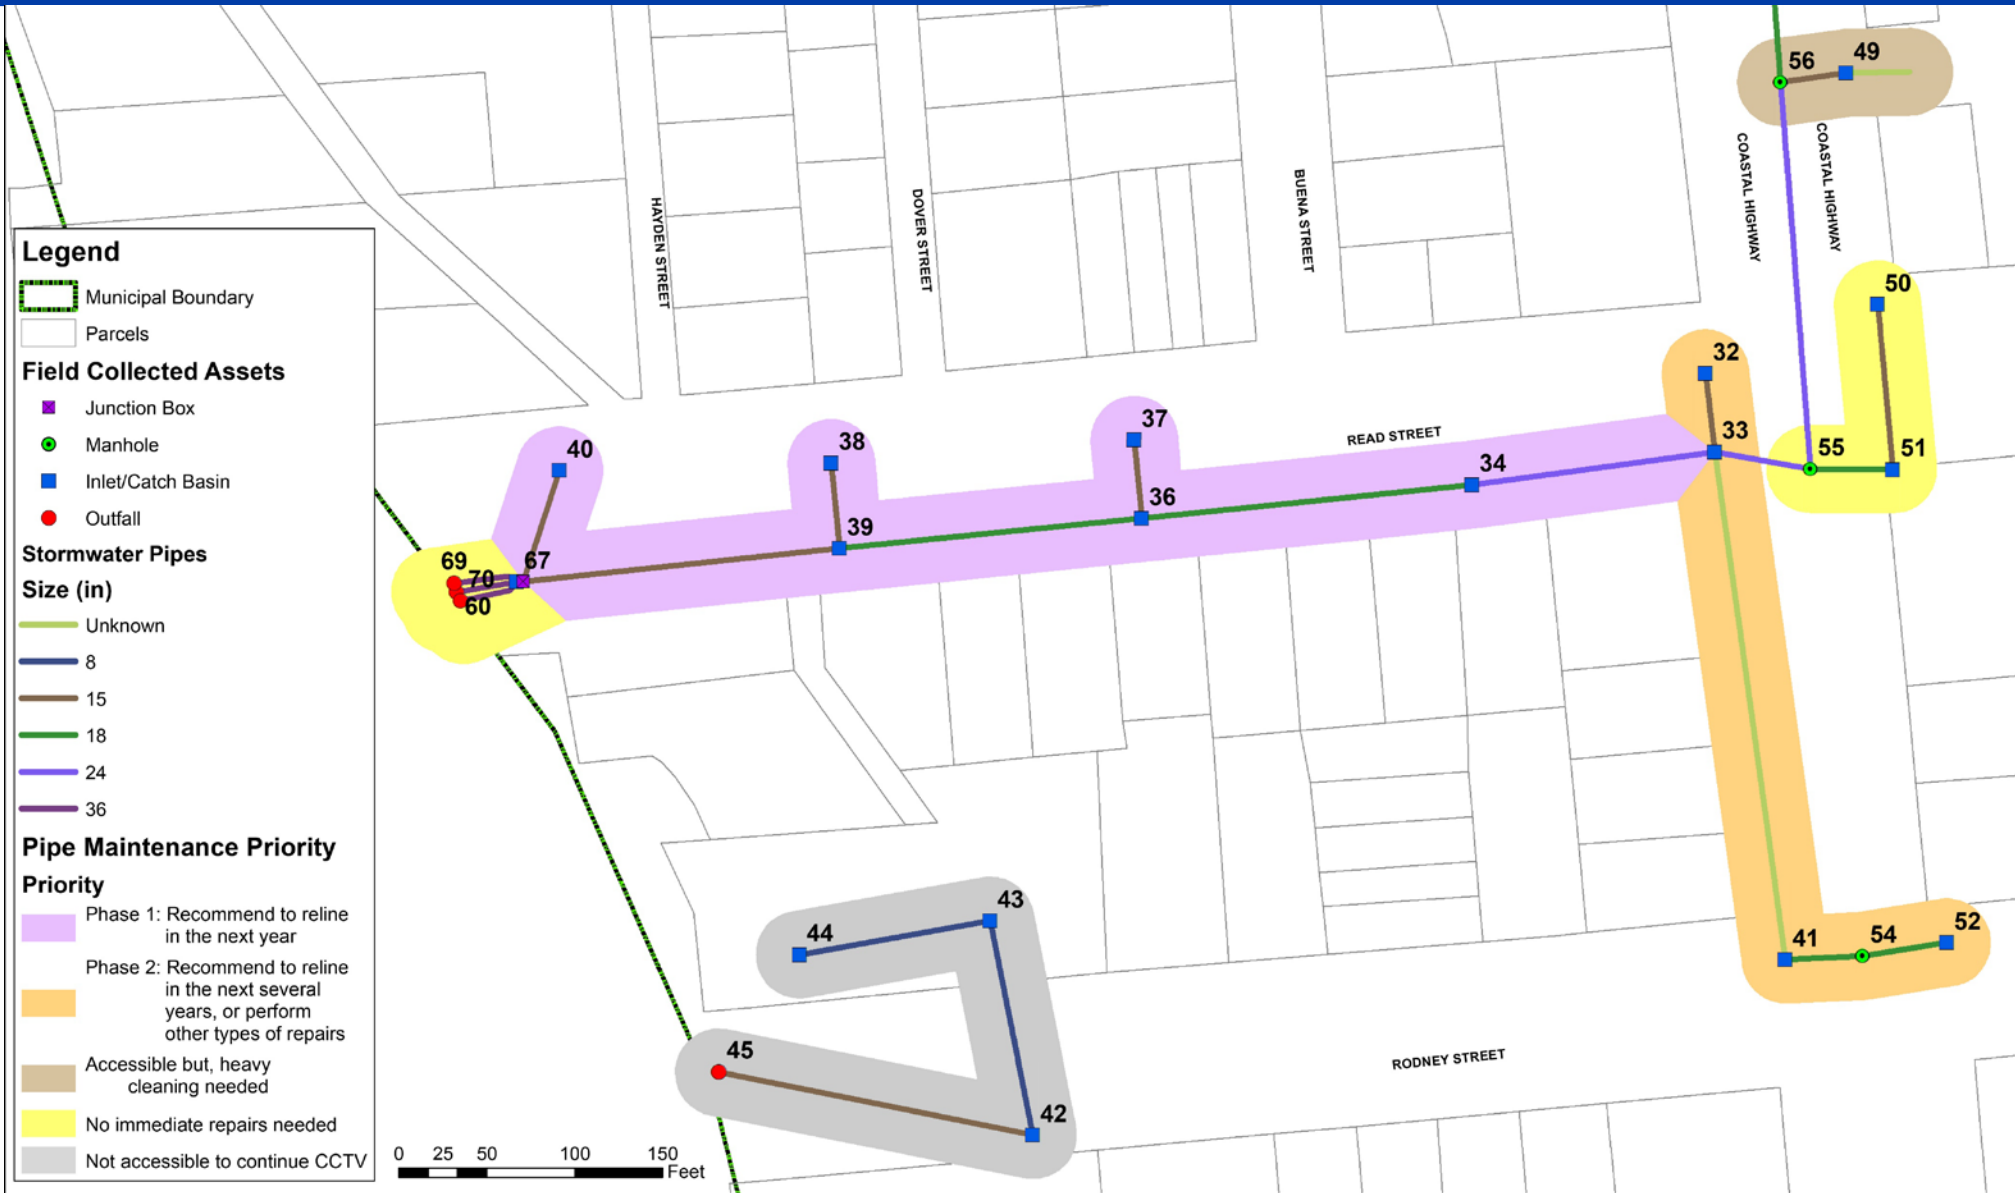 Legend
Municipal Boundary
Parcels
Field Collected Assets
Junction Box
Manhole
Inlet/Catch Basin
Outfall
Stormwater Pipes
Size (in)
Unknown
8
15
18
24
36
Pipe Maintenance Priority
Priority
Phase 1: Recommend to reline
in the next year
Phase 2: Recommend to reline
in the next several
years, or perform
other types of repairs
Accessible but, heavy
cleaning needed
No immediate repairs needed
Not accessible to continue CCTV
HAYDEN STREET
DOVER STREET
BUENA STREET
COASTAL HIGHWAY
COASTAL HIGHWAY
56
49
50
32
33
55
51
READ STREET
34
37
36
38
39
40
67
69
70
60
44
43
45
42
41
54
52
RODNEY STREET
0 25 50 100 150
Feet